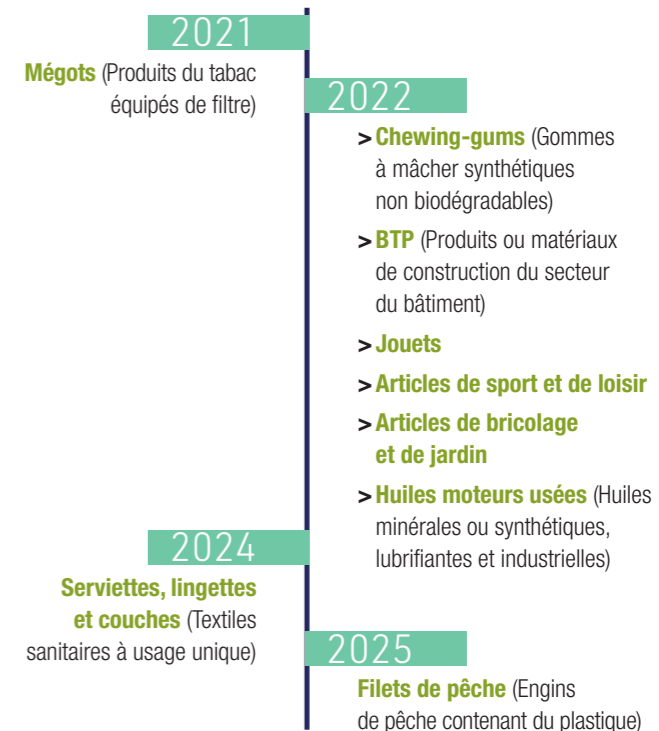 2021
Mégots (Produits du tabac
équipés de filtre)
2022
> Chewing-gums (Gommes
à mâcher synthétiques
non biodégradables)
> BTP (Produits ou matériaux
de construction du secteur
du bâtiment)
> Jouets
> Articles de sport et de loisir
> Articles de bricolage
et de jardin
> Huiles moteurs usées (Huiles
minérales ou synthétiques,
lubrifiantes et industrielles)
2024
Serviettes, lingettes
et couches (Textiles
sanitaires à usage unique)
2025
Filets de pêche (Engins
de pêche contenant du plastique)